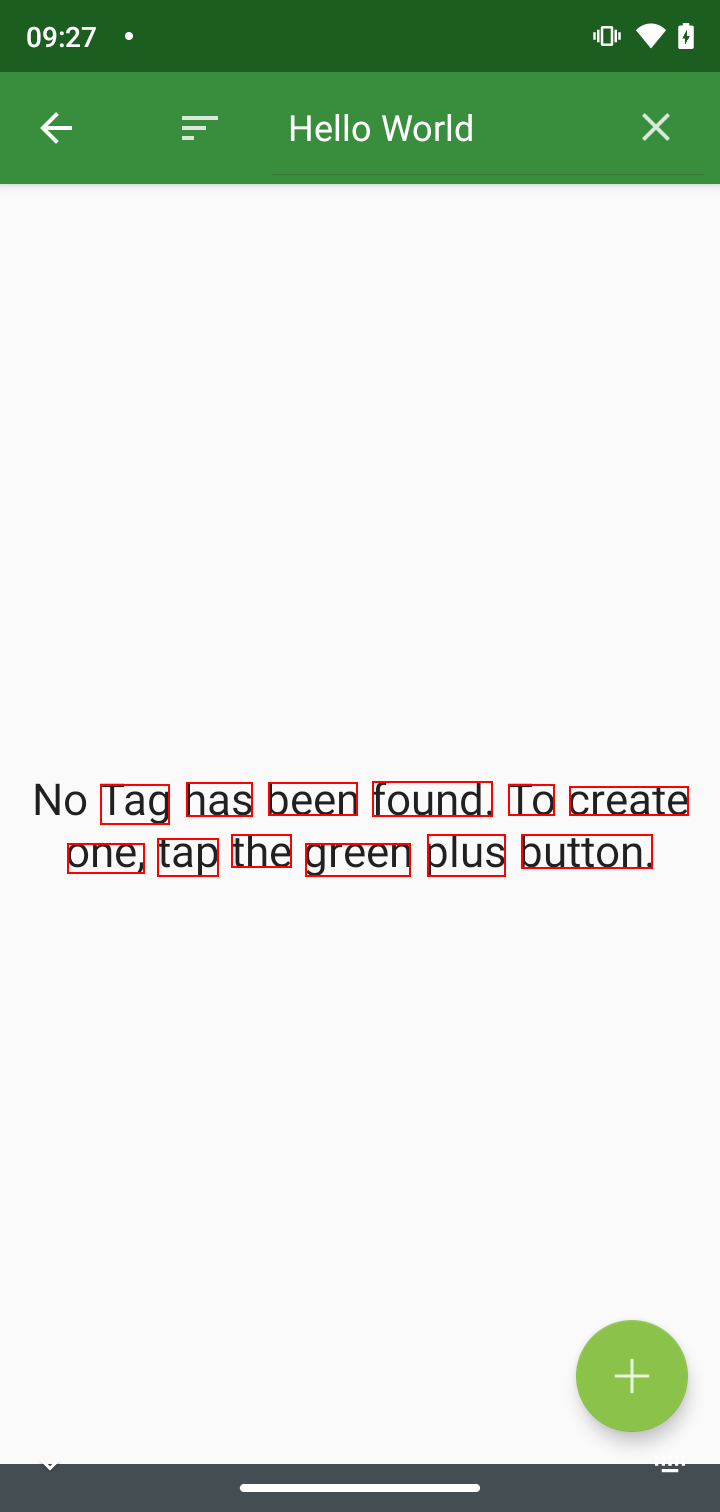 09:27
Hello World
No Tag has been found. To create
one, tap the green plus button.